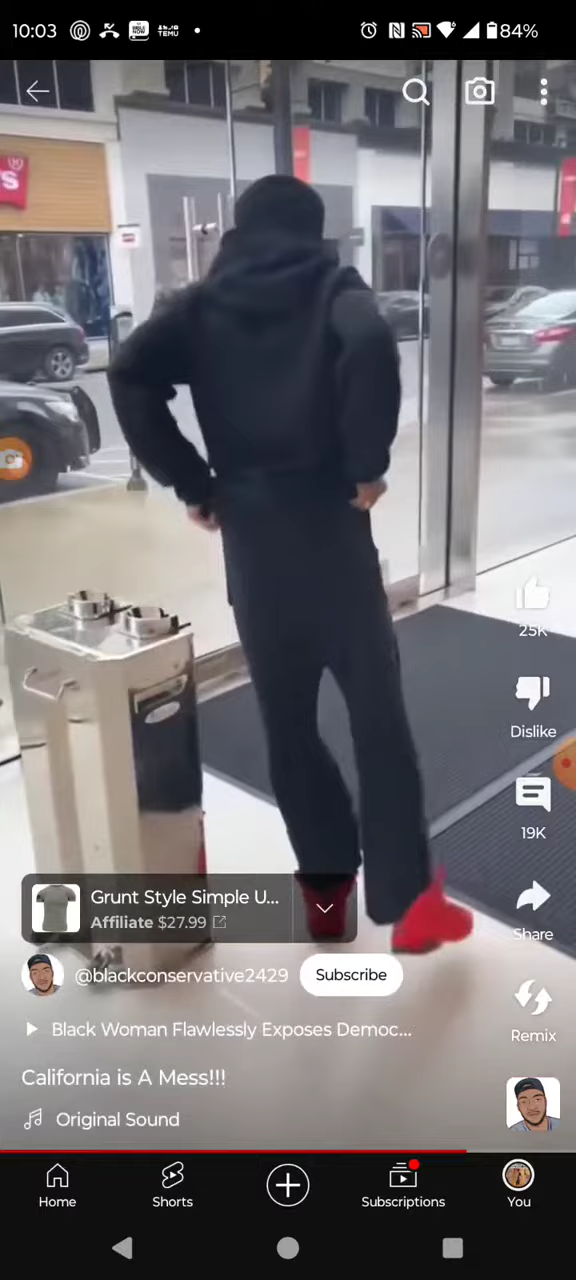 10:03
TEMU
84%
S
25K
Dislike
19K
Share
Remix
Grunt Style Simple U...
Affiliate $27.99
@blackconservative2429
Subscribe
Black Woman Flawlessly Exposes Democ...
California is A Mess!!!
Original Sound
Home
Shorts
Subscriptions
You